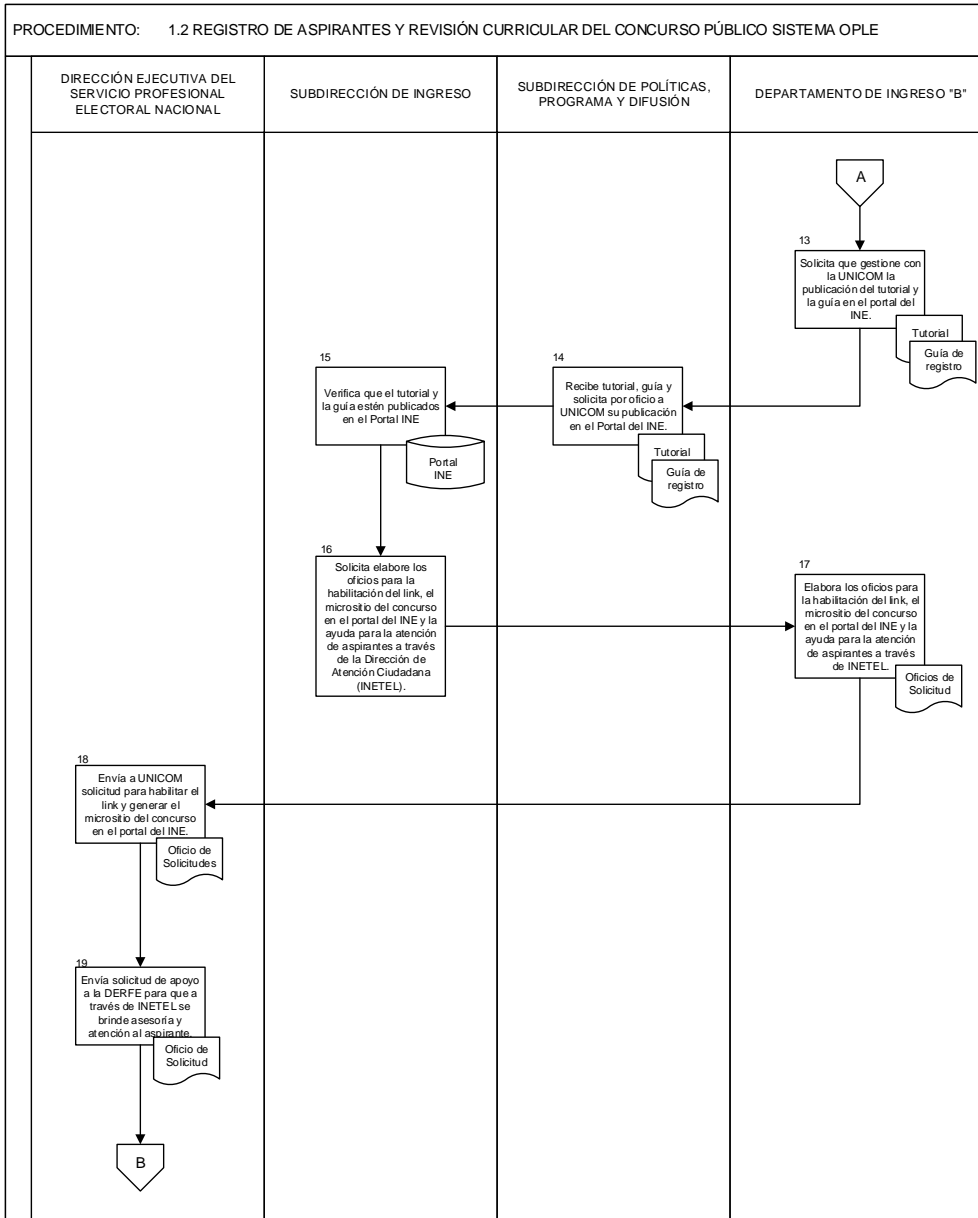 PROCEDIMIENTO: 1.2 REGISTRO DE ASPIRANTES Y REVISIÓN CURRICULAR DEL CONCURSO PÚBLICO SISTEMA OPLE
DIRECCIÓN EJECUTIVA DEL
SERVICIO PROFESIONAL
ELECTORAL NACIONAL
SUBDIRECCIÓN DE INGRESO
SUBDIRECCIÓN DE POLÍTICAS,
PROGRAMA Y DIFUSIÓN
DEPARTAMENTO DE INGRESO "B"
A
13
Solicita que gestione con
la UNICOM la
publicación del tutorial y
la guía en el portal del
INE.
Tutorial
Guía de
registro
14
Recibe tutorial, guía y
solicita por oficio a
UNICOM su publicación
en el Portal del INE.
Tutorial
Guía de
registro
15
Verifica que el tutorial y
la guía estén publicados
en el Portal INE
Portal
INE
16
Solicita elabore los
oficios para la
habilitación del link, el
micrositio del concurso
en el portal del INE y la
ayuda para la atención
de aspirantes a través
de la Dirección de
Atención Ciudadana
(INETEL).
17
Elabora los oficios para
la habilitación del link, el
micrositio del concurso
en el portal del INE y la
ayuda para la atención
de aspirantes a través
de INETEL.
Oficios de
Solicitud
18
Envía a UNICOM
solicitud para habilitar el
link y generar el
micrositio del concurso
en el portal del INE.
Oficio de
Solicitudes
19
Envía solicitud de apoyo
a la DERFE para que a
través de INETEL se
brinde asesoría y
atención al aspirante.
Oficio de
Solicitud
B